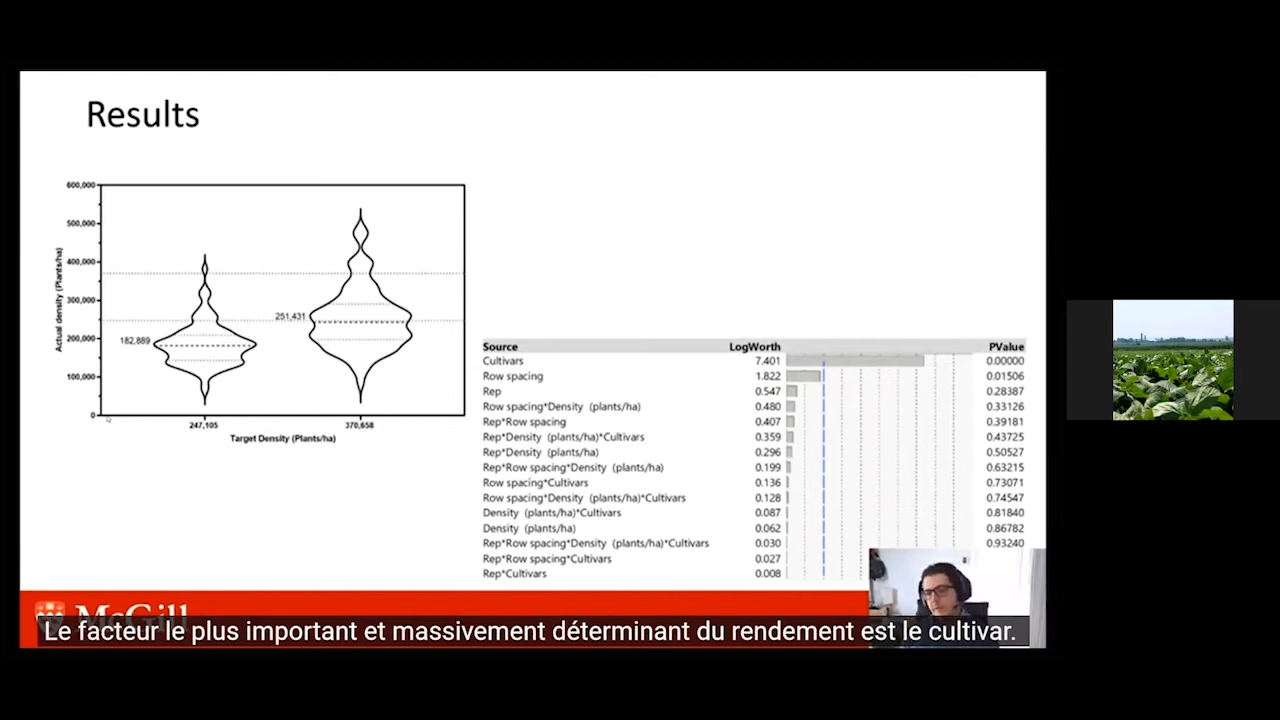 Results
600,000
500,000
400,000
300,000
200,000
100,000
0
Actual density (Plants/ha)
182,889
251,431
247,105
370,658
Target Density (Plants/ha)
Source LogWorth PValue
Cultivars 7.401 0.00000
Row spacing 1.822 0.01506
Rep 0.547 0.28387
Row spacing*Density (plants/ha) 0.480 0.33126
Rep*Row spacing 0.407 0.39181
Rep*Density (plants/ha)*Cultivars 0.359 0.43725
Rep*Density (plants/ha) 0.296 0.50527
Rep*Row spacing*Density (plants/ha) 0.199 0.63215
Row spacing*Cultivars 0.136 0.73071
Row spacing*Density (plants/ha)*Cultivars 0.128 0.74547
Density (plants/ha)*Cultivars 0.087 0.81840
Density (plants/ha) 0.062 0.86782
Rep*Row spacing*Density (plants/ha)*Cultivars 0.030 0.93240
Rep*Row spacing*Cultivars 0.027
Rep*Cultivars 0.008
McGill
Le facteur le plus important et massivement déterminant du rendement est le cultivar.